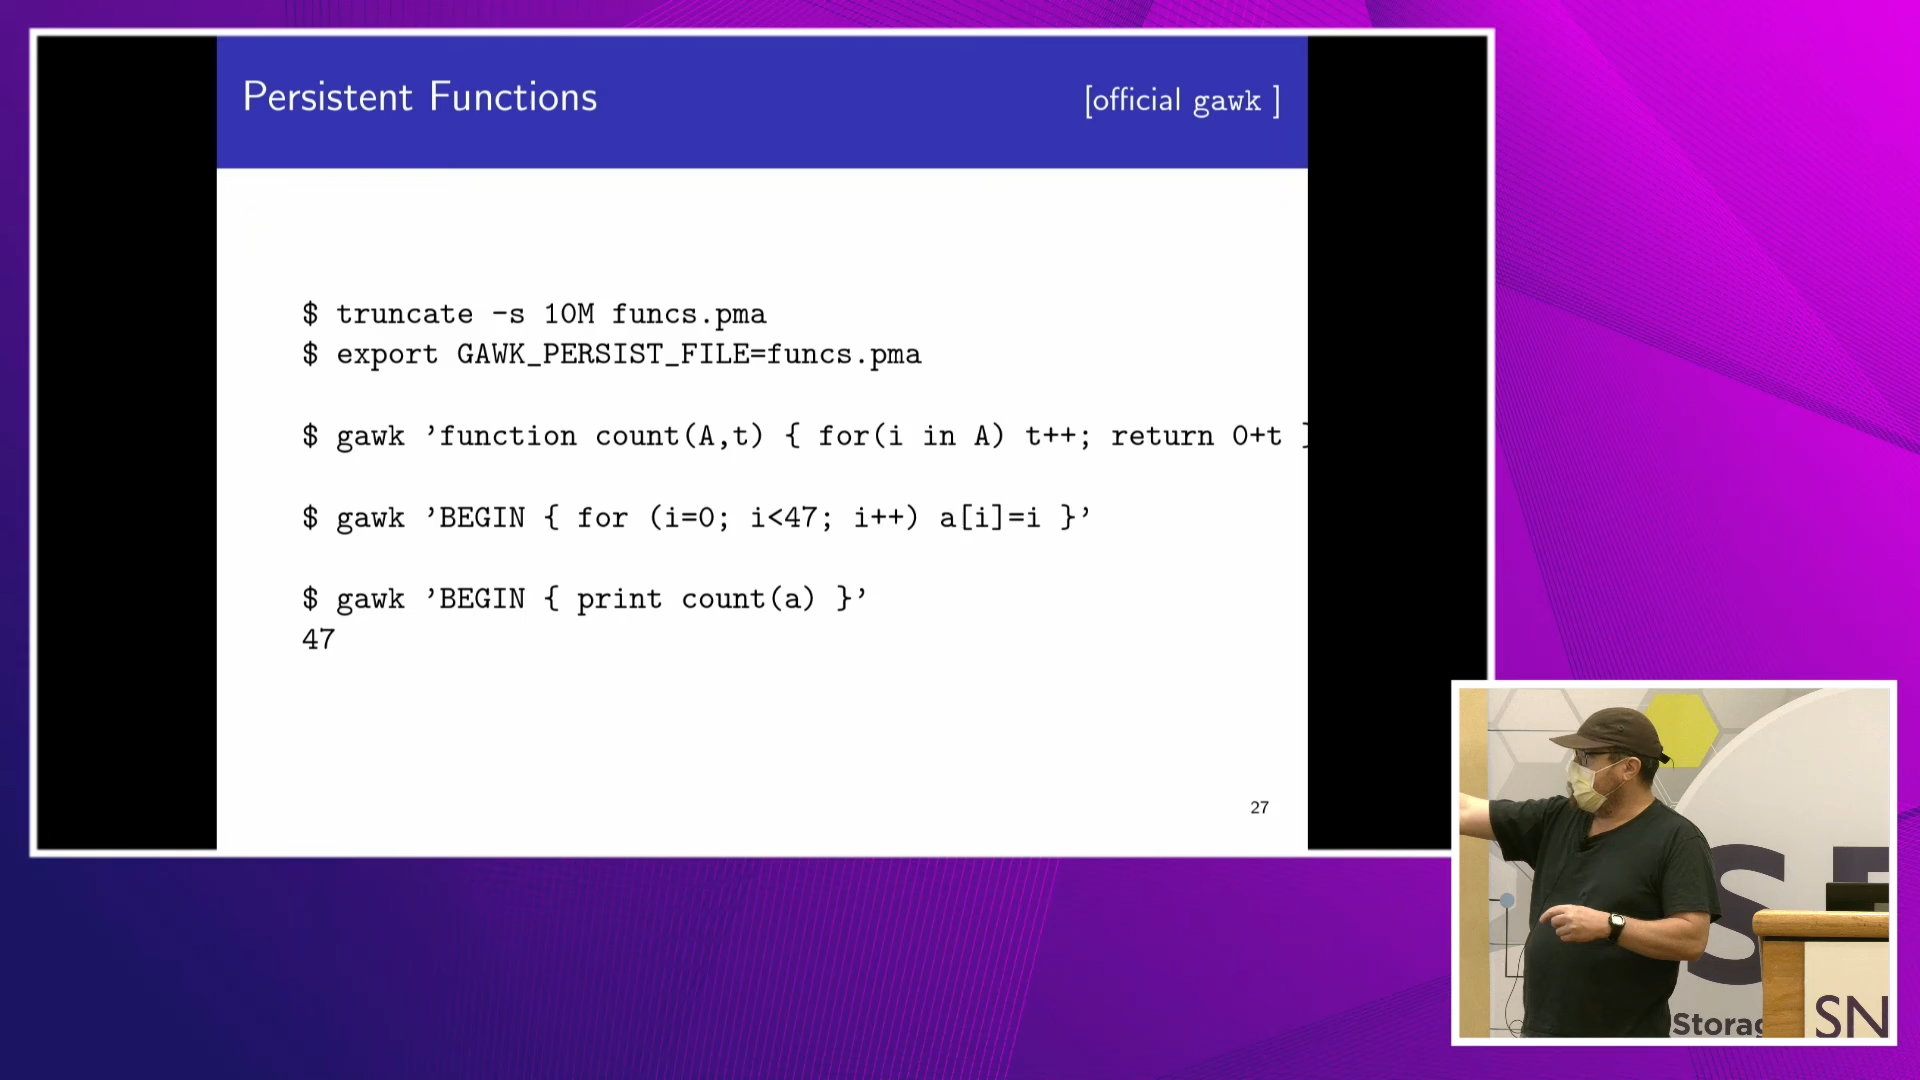 Persistent Functions
[official gawk ]
$ truncate -s 10M funcs.pma
$ export GAWK_PERSIST_FILE=funcs.pma
$ gawk ’function count(A,t) { for(i in A) t++; return 0+t }
$ gawk ’BEGIN { for (i=0; i<47; i++) a[i]=i }’
$ gawk ’BEGIN { print count(a) }’
47
27
S
Storag
SN